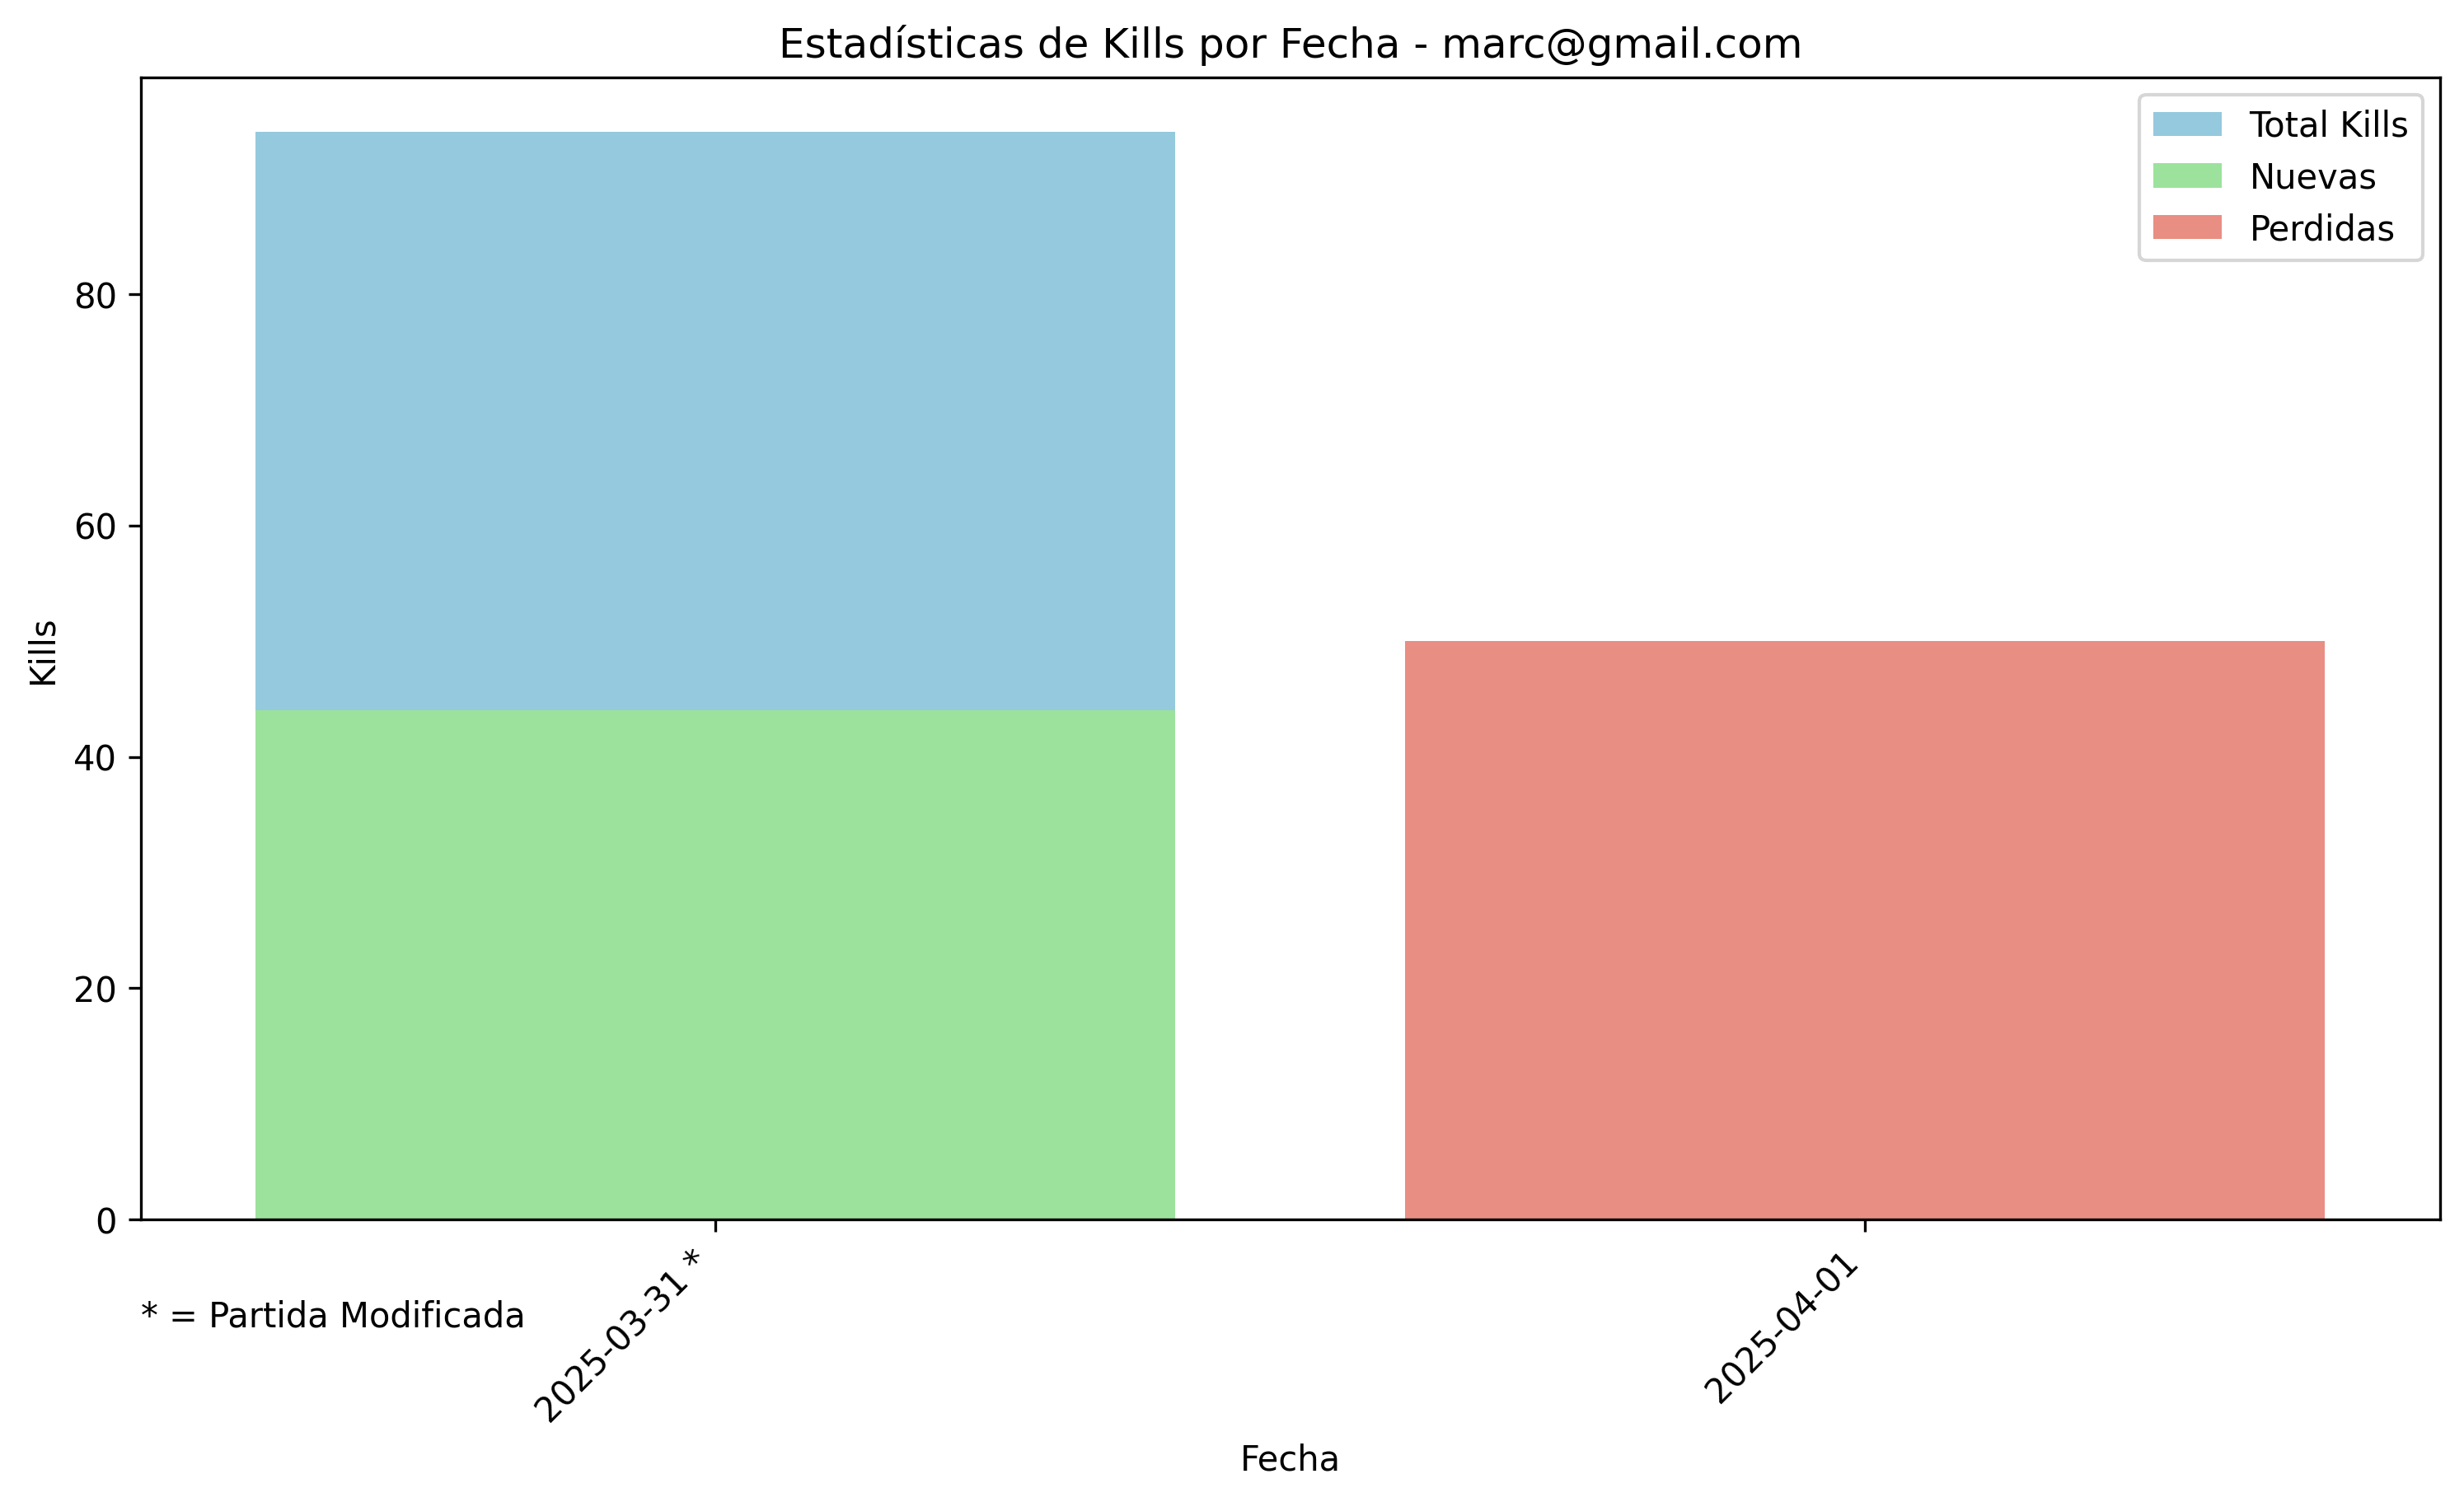 Estadísticas de Kills por Fecha - marc@gmail.com
Total Kills
Nuevas
Perdidas
Kills
80
60
40
20
0
2025-03-31 *
2025-04-01
* = Partida Modificada
Fecha